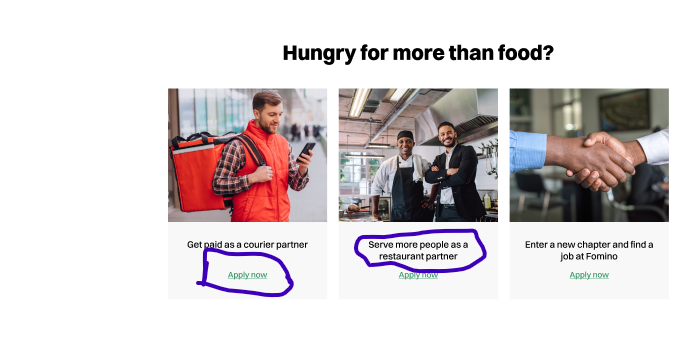 Hungry for more than food?
Get paid as a courier partner
Apply now
Serve more people as a
restaurant partner
Apply now
Enter a new chapter and find a
job at Fomino
Apply now